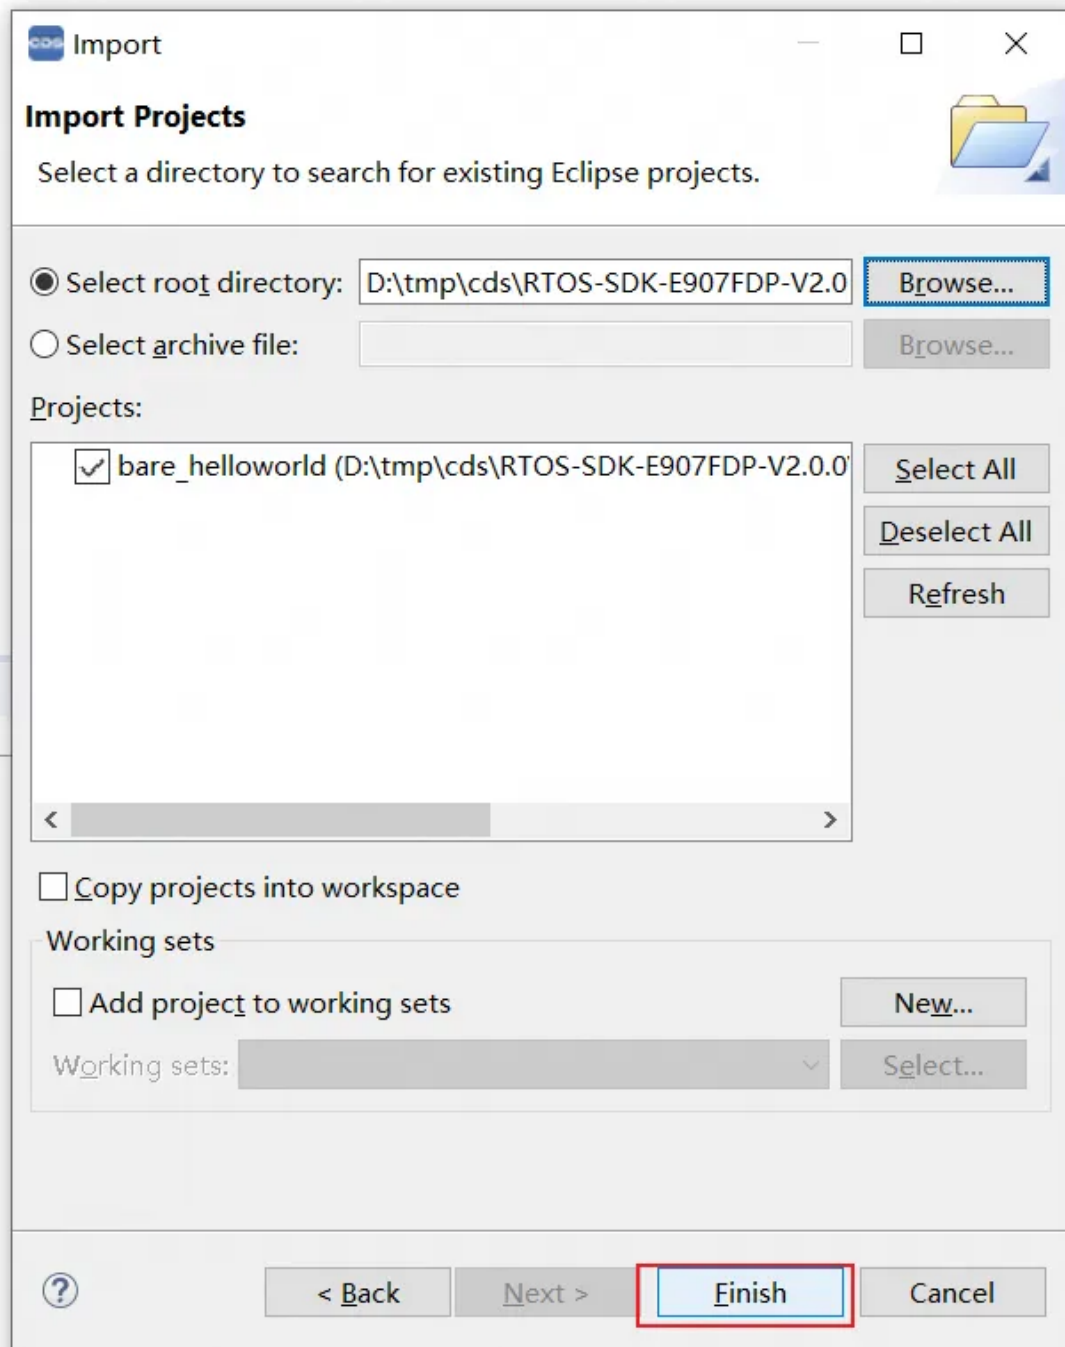 CDS Import
Import Projects
Select a directory to search for existing Eclipse projects.
Select root directory: D:\tmp\cds\RTOS-SDK-E907FDP-V2.0 Browse...
Select archive file: Browse...
Projects:
bare_helloworld (D:\tmp\cds\RTOS-SDK-E907FDP-V2.0.0 Select All
Deselect All
Refresh
Copy projects into workspace
Working sets
Add project to working sets New...
Working sets: Select...
? < Back Next > Finish Cancel